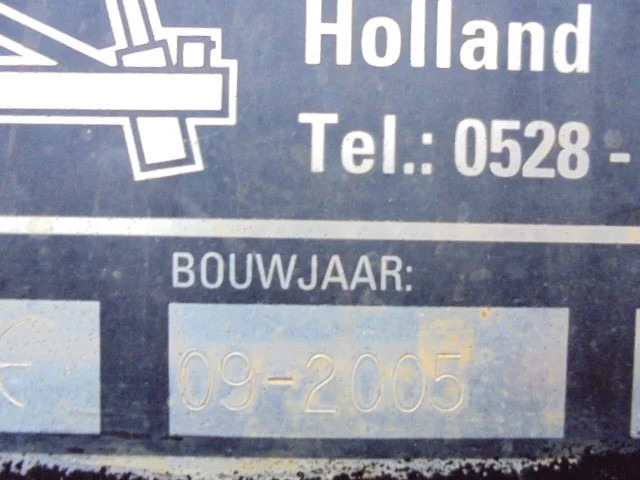 Holland
Tel.: 0528 -
BOUWJAAR:
09-2005